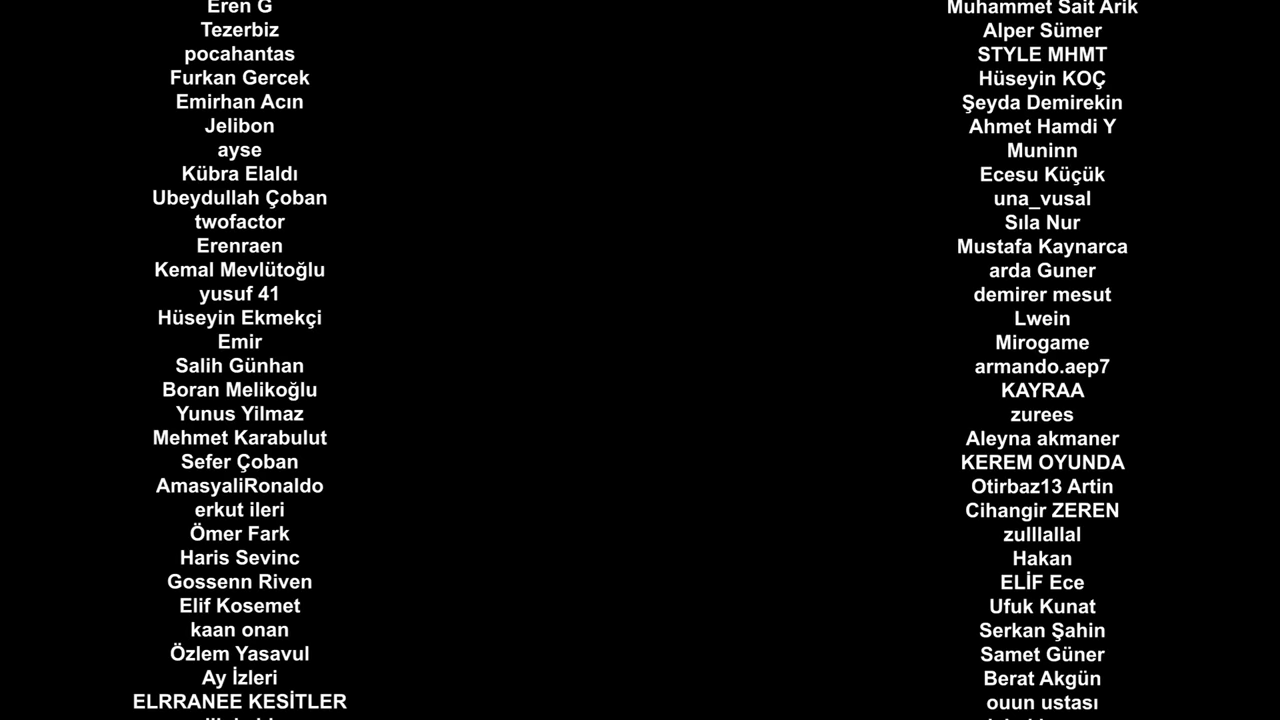 Eren G
Tezerbiz
pocahantas
Furkan Gercek
Emirhan Acın
Jelibon
ayse
Kübra Elaldı
Ubeydullah Çoban
twofactor
Erenraen
Kemal Mevlütoğlu
yusuf 41
Hüseyin Ekmekçi
Emir
Salih Günhan
Boran Melikoğlu
Yunus Yilmaz
Mehmet Karabulut
Sefer Çoban
AmasyaliRonaldo
erkut ileri
Ömer Fark
Haris Sevinc
Gossenn Riven
Elif Kosemet
kaan onan
Özlem Yasavul
Ay İzleri
ELRRANEE KESİTLER
Muhammet Sait Arik
Alper Sümer
STYLE MHMT
Hüseyin KOÇ
Şeyda Demirekin
Ahmet Hamdi Y
Muninn
Ecesu Küçük
una_vusal
Sıla Nur
Mustafa Kaynarca
arda Guner
demirer mesut
Lwein
Mirogame
armando.aep7
KAYRAA
zurees
Aleyna akmaner
KEREM OYUNDA
Otirbaz13 Artin
Cihangir ZEREN
zulllallal
Hakan
ELİF Ece
Ufuk Kunat
Serkan Şahin
Samet Güner
Berat Akgün
ouun ustası